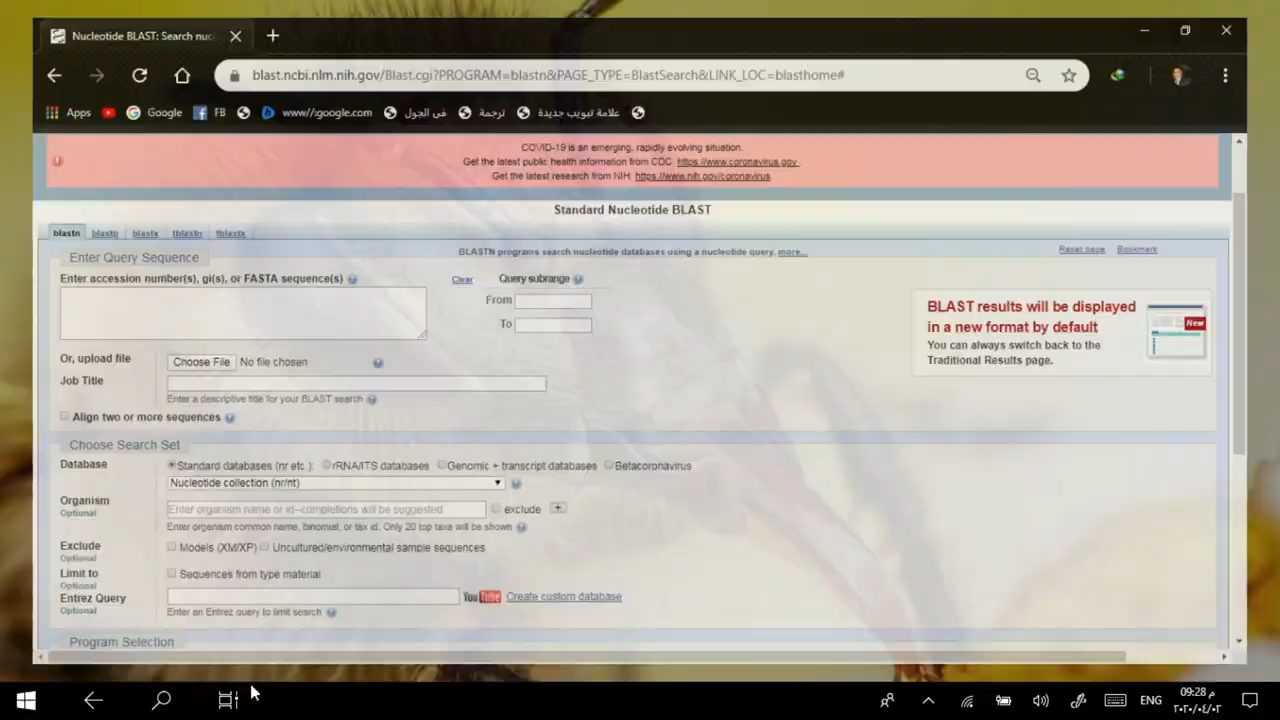 Nucleotide BLAST: Search nuc
blast.ncbi.nlm.nih.gov/Blast.cgi?PROGRAM=blastn&PAGE_TYPE=BlastSearch&LINK_LOC=blasthome#
Apps Google FB www//:google.com في الجول ترجمة علامة تبويب جديدة
COVID-19 is an emerging, rapidly evolving situation.
Get the latest public health information from CDC: https://www.coronavirus.gov .
Get the latest research from NIH: https://www.nih.gov/coronavirus
Standard Nucleotide BLAST
blastn blastp blastx tblastn tblastx
BLASTN programs search nucleotide databases using a nucleotide query. more... Reset page Bookmark
Enter Query Sequence
Enter accession number(s), gi(s), or FASTA sequence(s) Clear Query subrange
From
To
BLAST results will be displayed
in a new format by default
You can always switch back to the
Traditional Results page.
New
Or, upload file Choose File No file chosen
Job Title
Enter a descriptive title for your BLAST search
Align two or more sequences
Choose Search Set
Database Standard databases (nr etc.): rRNA/ITS databases Genomic + transcript databases Betacoronavirus
Nucleotide collection (nr/nt)
Organism
Optional
Enter organism name or id--completions will be suggested exclude +
Enter organism common name, binomial, or tax id. Only 20 top taxa will be shown
Exclude Models (XM/XP) Uncultured/environmental sample sequences
Optional
Limit to Sequences from type material
Optional
Entrez Query You Tube Create custom database
Optional
Enter an Entrez query to limit search
Program Selection
ENG
09:28 م
٢٠٢٠/٠٤/٠٢